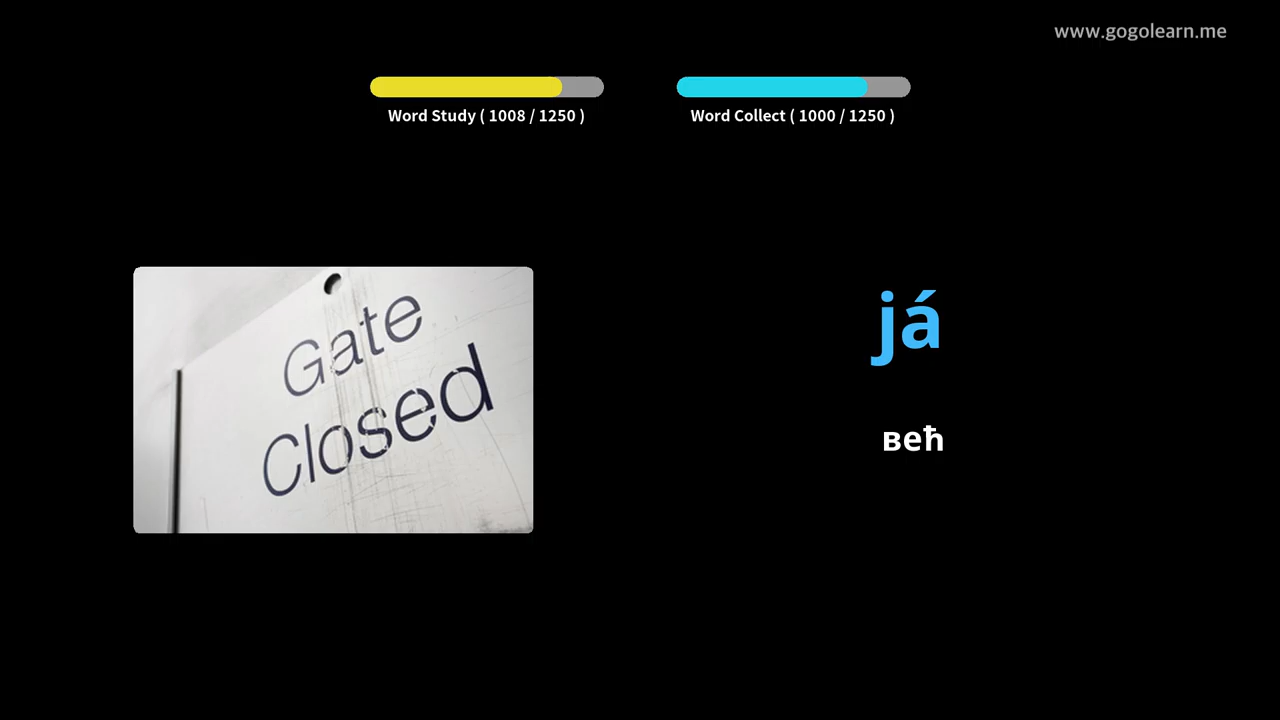 www.gogolearn.me
Word Study ( 1008 / 1250 )
Word Collect ( 1000 / 1250 )
Gate
Closed
já
већ